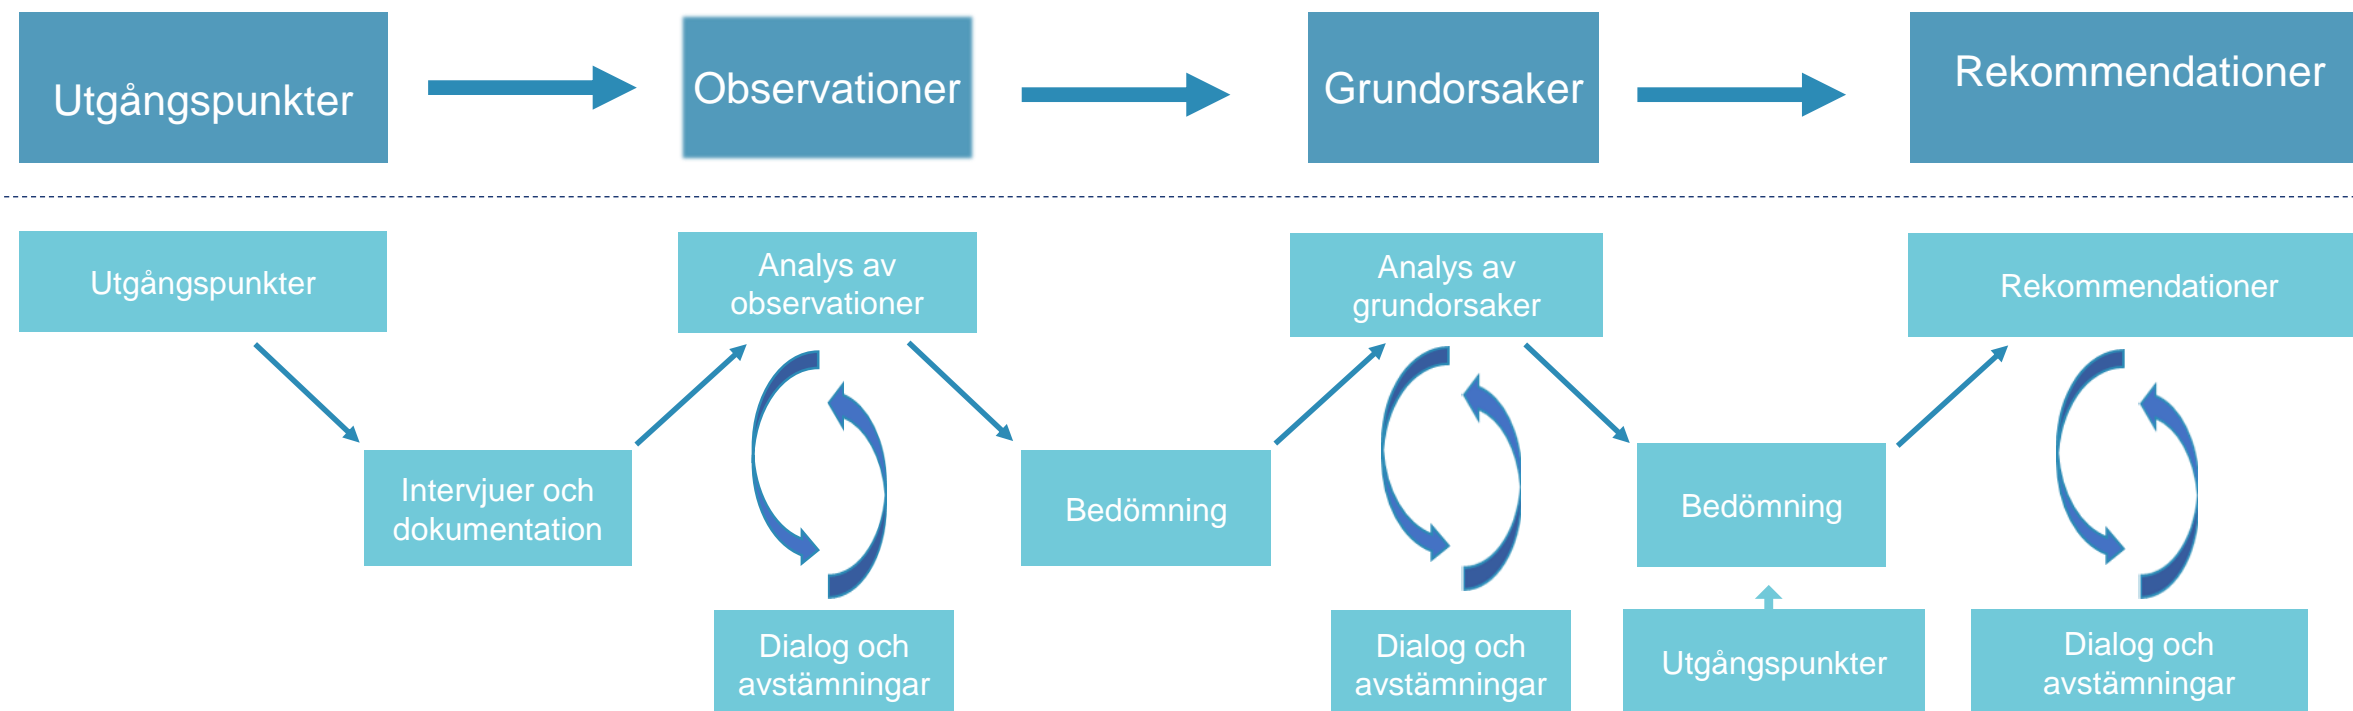 Utgångspunkter
Observationer
Grundorsaker
Rekommendationer
Utgångspunkter
Analys av
observationer
Analys av
grundorsaker
Rekommendationer
Intervjuer och
dokumentation
Bedömning
Bedömning
Dialog och
avstämningar
Dialog och
avstämningar
Utgångspunkter
Dialog och
avstämningar